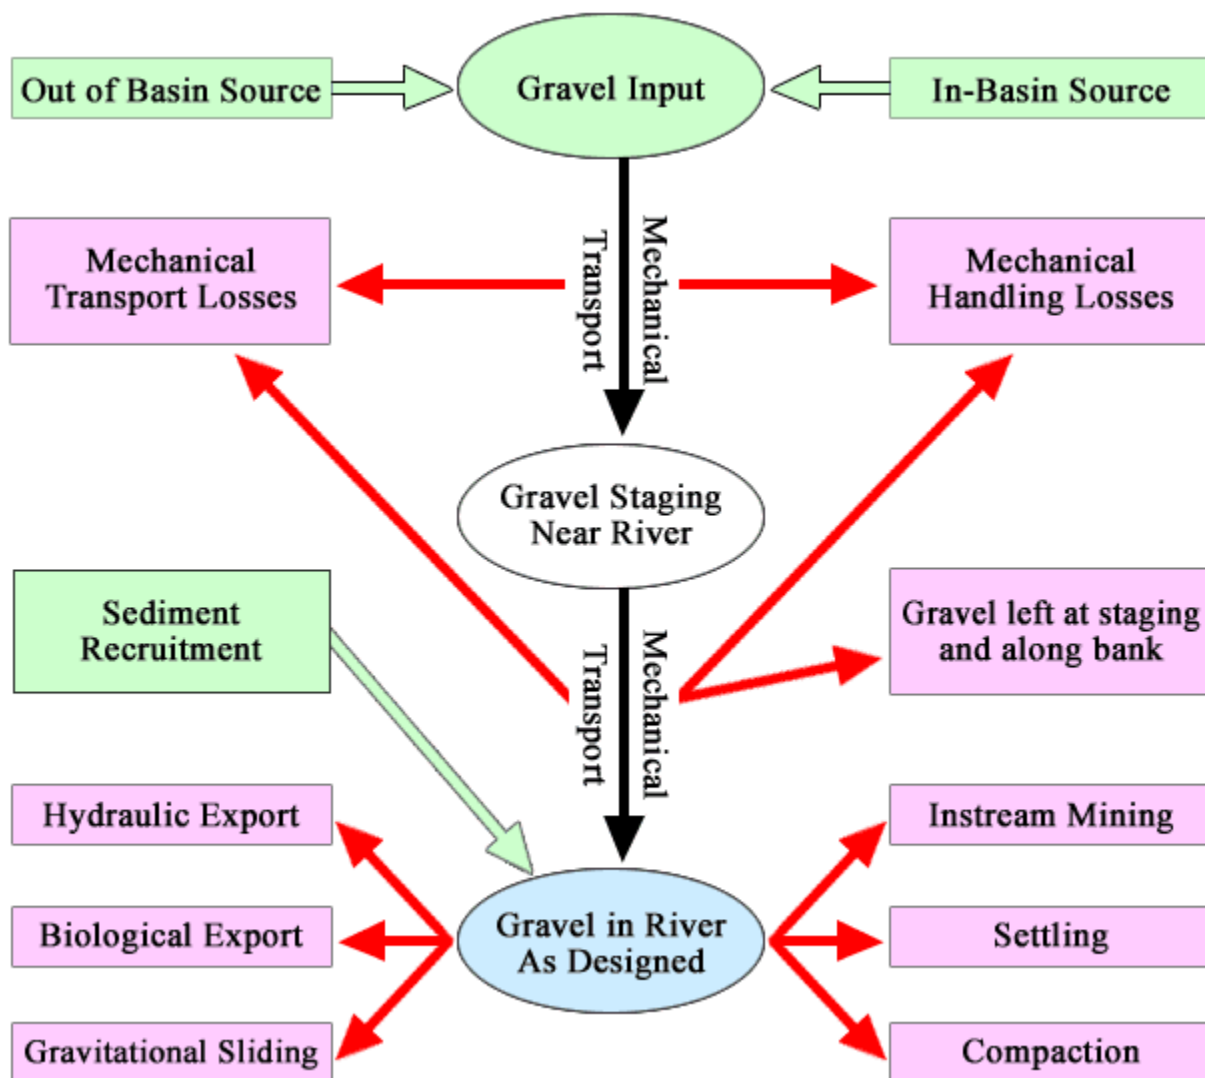 Out of Basin Source
Gravel Input
In-Basin Source
Mechanical
Transport
Mechanical
Transport Losses
Mechanical
Handling Losses
Gravel Staging
Near River
Sediment
Recruitment
Mechanical
Transport
Gravel left at staging
and along bank
Hydraulic Export
Instream Mining
Biological Export
Gravel in River
As Designed
Settling
Gravitational Sliding
Compaction